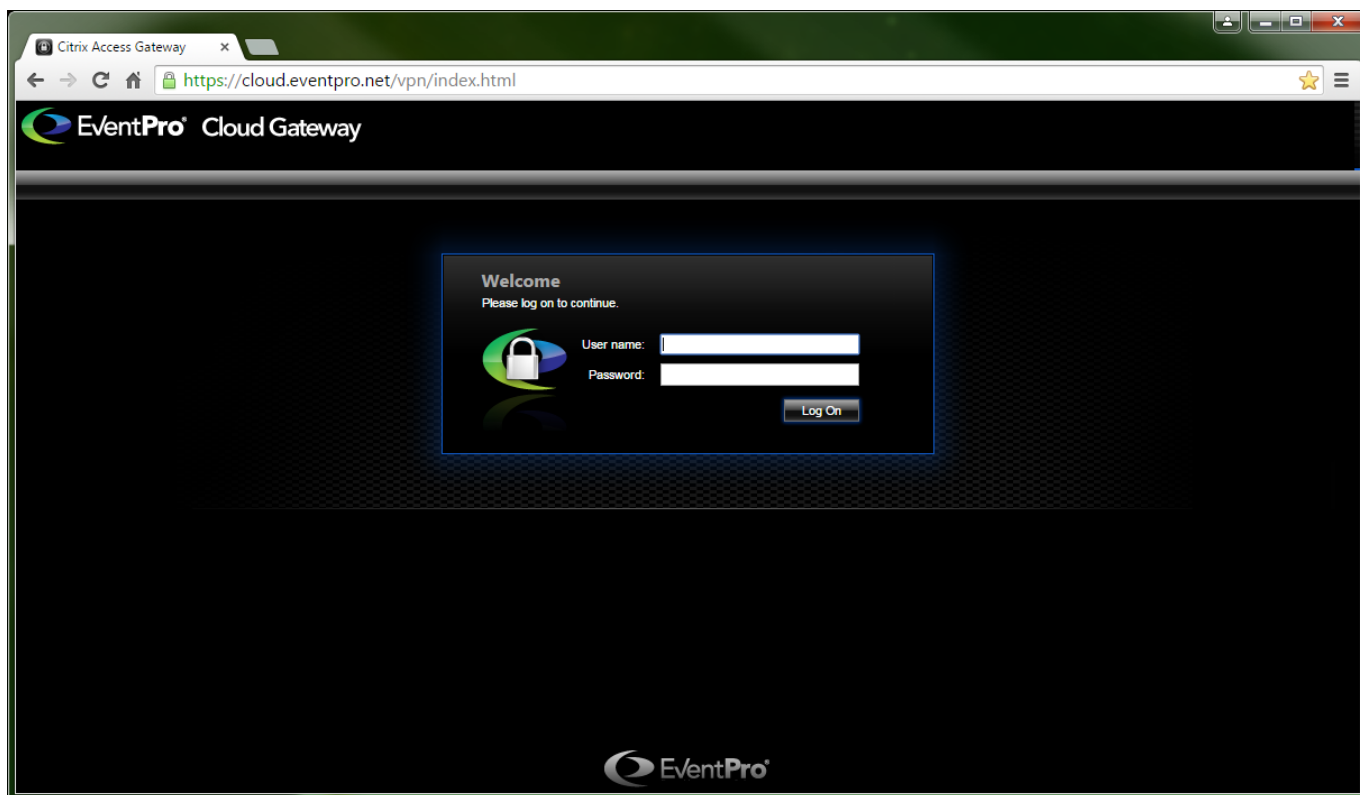 Citrix Access Gateway
https://cloud.eventpro.net/vpn/index.html
EventPro® Cloud Gateway
Welcome
Please log on to continue.
User name:
Password:
Log On
EventPro®